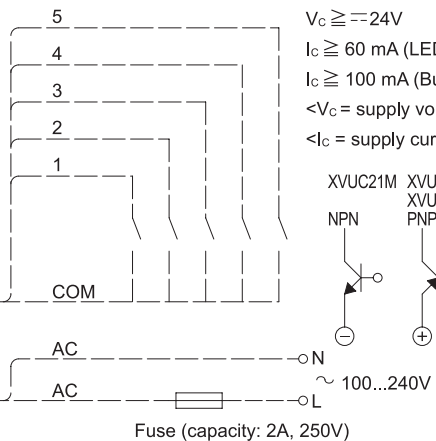 5
4
3
2
1
COM
Vc ≧ ⎓24V
Ic ≧ 60 mA (LED
Ic ≧ 100 mA
<Vc = supply
<Ic = supply
XVUC21M
NPN
PNP
−
+
AC
N
AC
L
~ 100...240V
Fuse (capacity: 2A, 250V)